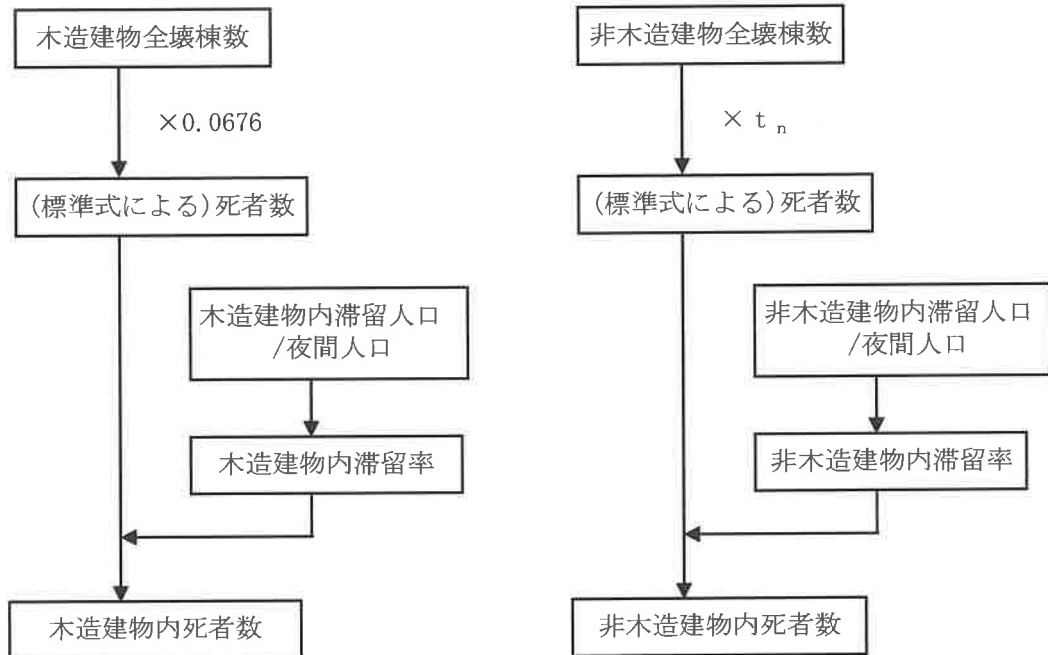 木造建物全壊棟数
×0.0676
(標準式による)死者数
木造建物内滞留人口
/夜間人口
木造建物内滞留率
木造建物内死者数
非木造建物全壊棟数
×ｔn
(標準式による)死者数
非木造建物内滞留人口
/夜間人口
非木造建物内滞留率
非木造建物内死者数